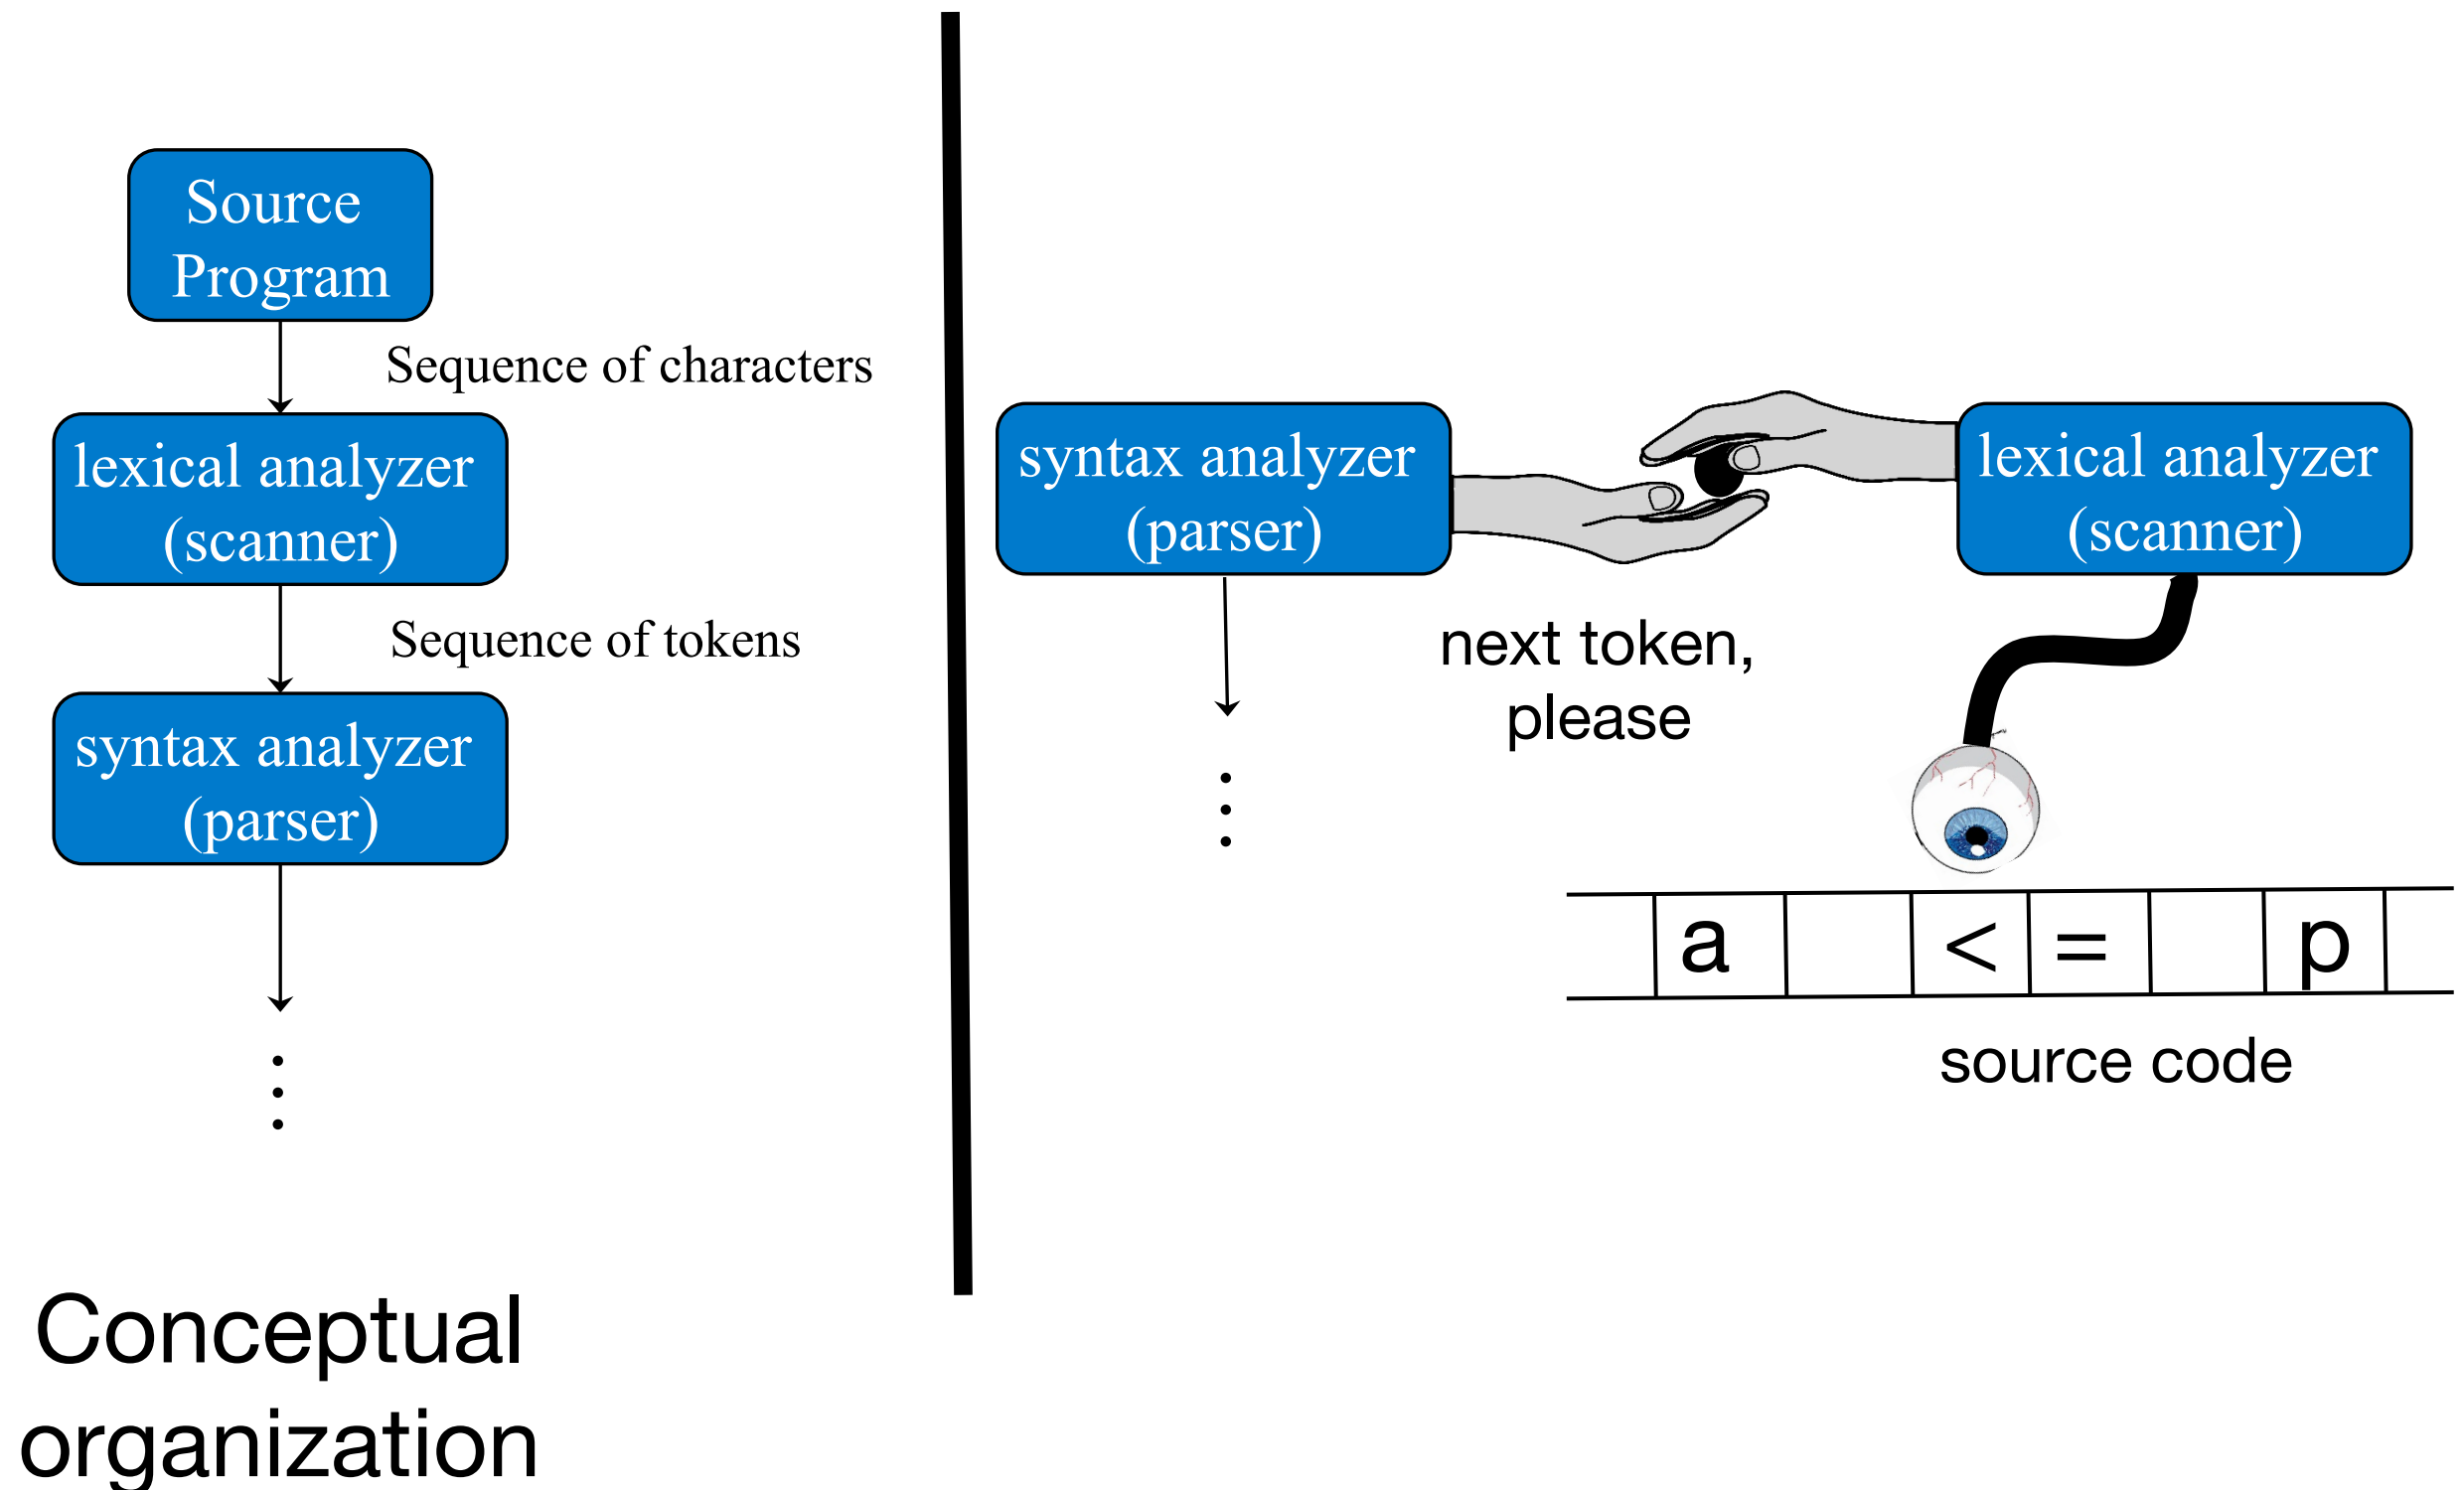 Source
Program
Sequence of characters
lexical analyzer
(scanner)
Sequence of tokens
syntax analyzer
(parser)
Conceptual
organization
syntax analyzer
(parser)
lexical analyzer
(scanner)
next token,
please
a < = p
source code